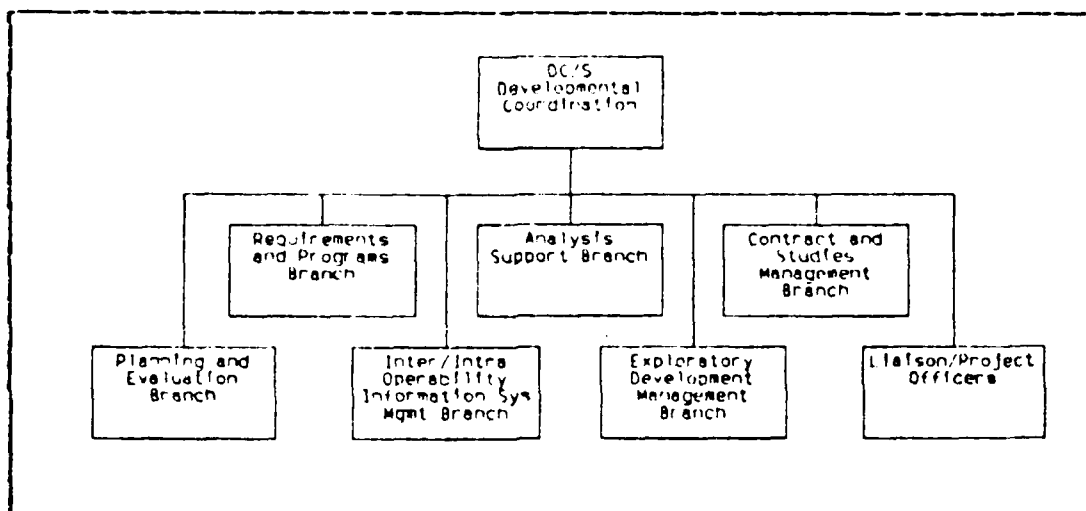 DC/S
Developmental
Coordination
Requirements
and Programs
Branch
Analysis
Support Branch
Contract and
Studies
Management
Branch
Planning and
Evaluation
Branch
Inter/Intra
Operability
Information Sys
Mgmt Branch
Exploratory
Development
Management
Branch
Liaison/Project
Officers